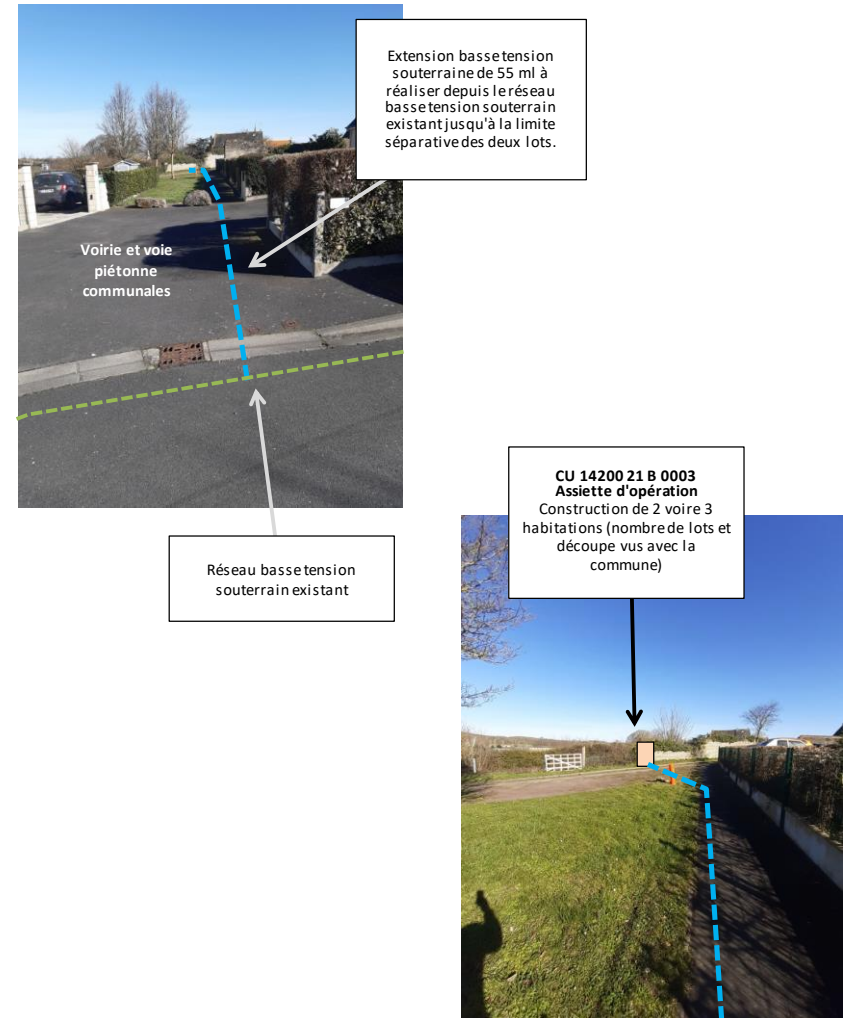 Extension basse tension
souterraine de 55 ml à
réaliser depuis le réseau
basse tension souterrain
existant jusqu'à la limite
séparative des deux lots.
Voirie et voie
piétonne
communales
Réseau basse tension
souterrain existant
CU 14200 21 B 0003
Assiette d'opération
Construction de 2 voire 3
habitations (nombre de lots et
découpe vus avec la
commune)